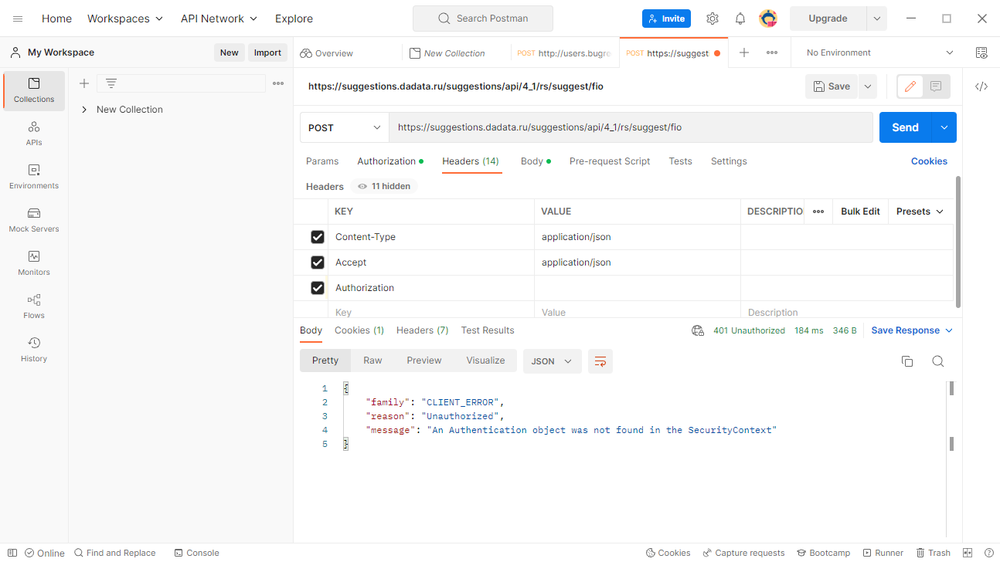 Home Workspaces API Network Explore Search Postman Invite Upgrade
My Workspace New Import Overview New Collection POST http://users.bugre POST https://suggest No Environment
Collections
APIs
Environments
Mock Servers
Monitors
Flows
History
New Collection
https://suggestions.dadata.ru/suggestions/api/4_1/rs/suggest/fio Save
POST https://suggestions.dadata.ru/suggestions/api/4_1/rs/suggest/fio Send
Params Authorization Headers (14) Body Pre-request Script Tests Settings Cookies
Headers 11 hidden
KEY VALUE DESCRIPTIO Bulk Edit Presets
Content-Type application/json
Accept application/json
Authorization
Key Value Description
Body Cookies (1) Headers (7) Test Results 401 Unauthorized 184 ms 346 B Save Response
Pretty Raw Preview Visualize JSON
1 {
2 "family": "CLIENT_ERROR",
3 "reason": "Unauthorized",
4 "message": "An Authentication object was not found in the SecurityContext"
5 }
Online Find and Replace Console Cookies Capture requests Bootcamp Runner Trash